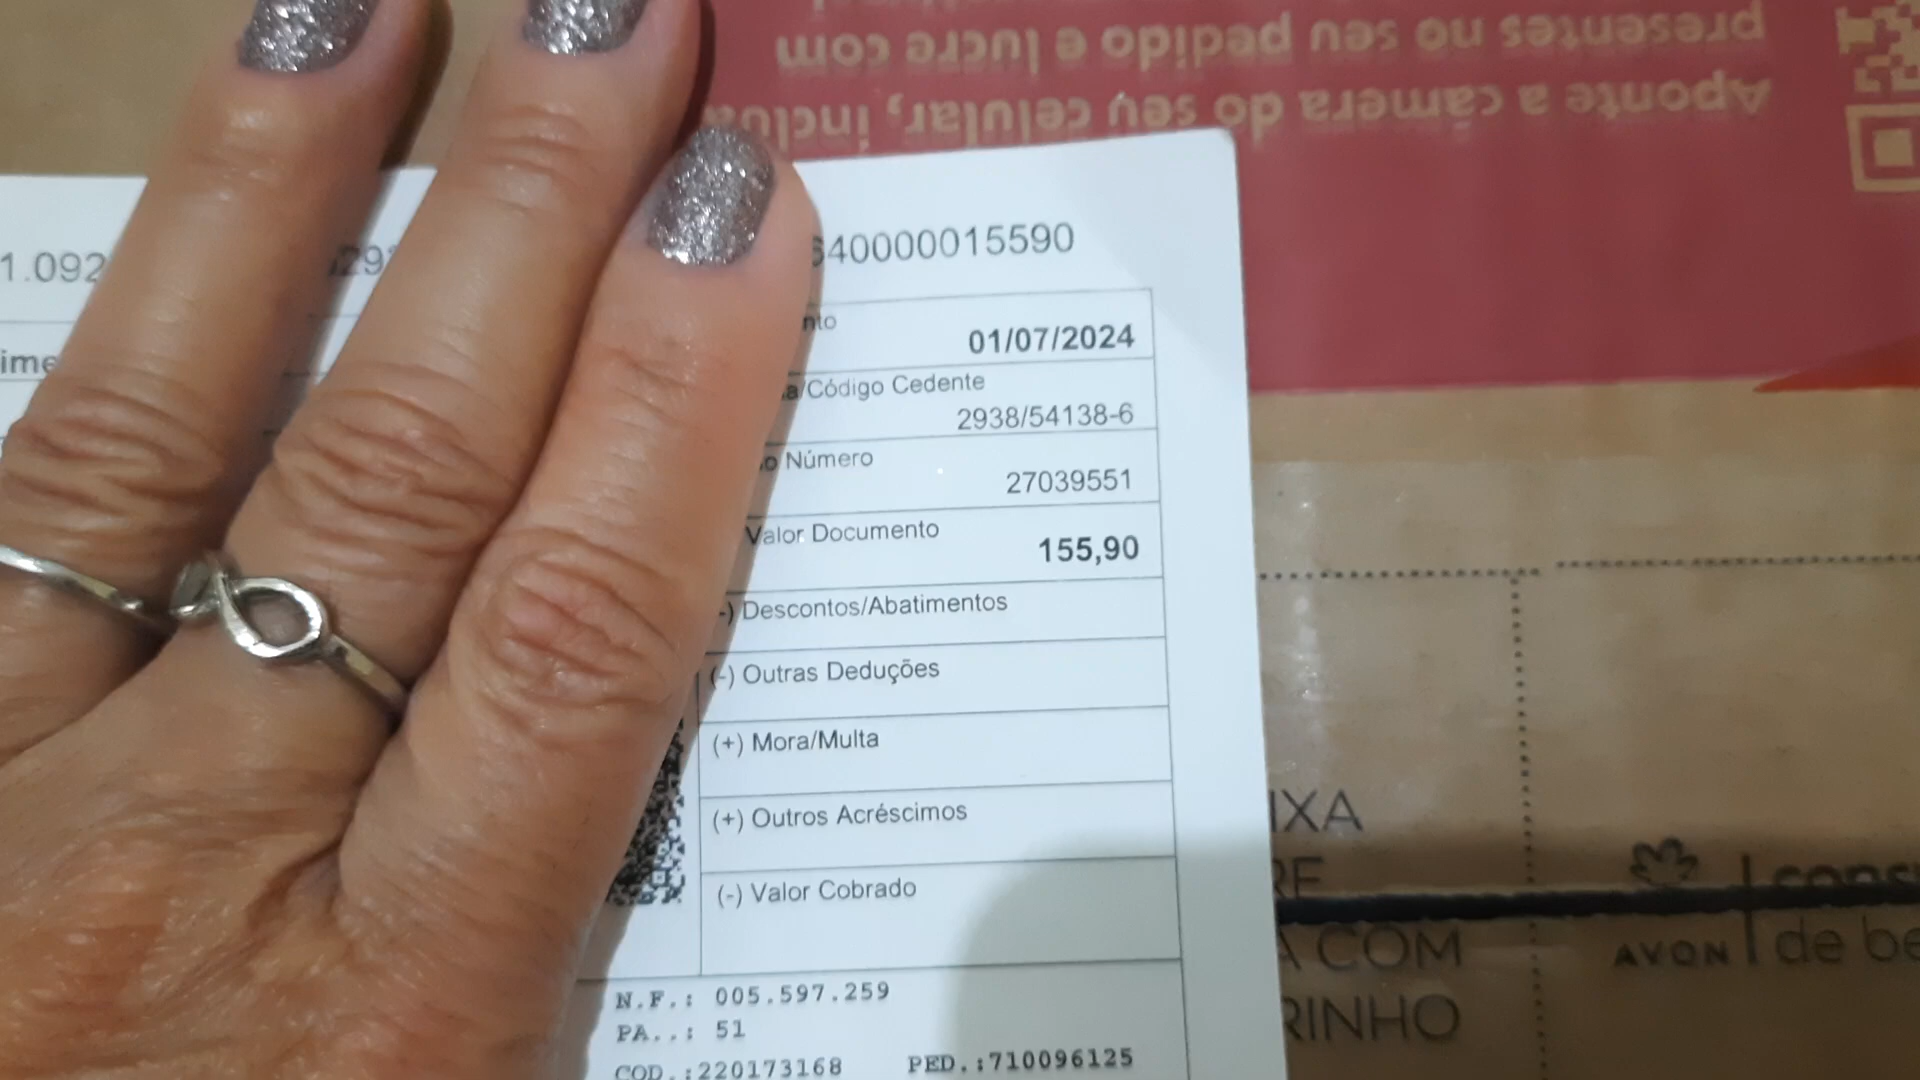 Aponte a câmera do seu celular, inclua
presentes no seu pedido e lucre com
1.092
640000015590
01/07/2024
/Código Cedente
2938/54138-6
Número
27039551
Valor Documento
155,90
(-) Descontos/Abatimentos
(-) Outras Deduções
(+) Mora/Multa
(+) Outros Acréscimos
(-) Valor Cobrado
N.F.: 005.597.259
PA..: 51
COD.:220173168 PED.:710096125
IXA
RE
A COM
RINHO
AVON
de be